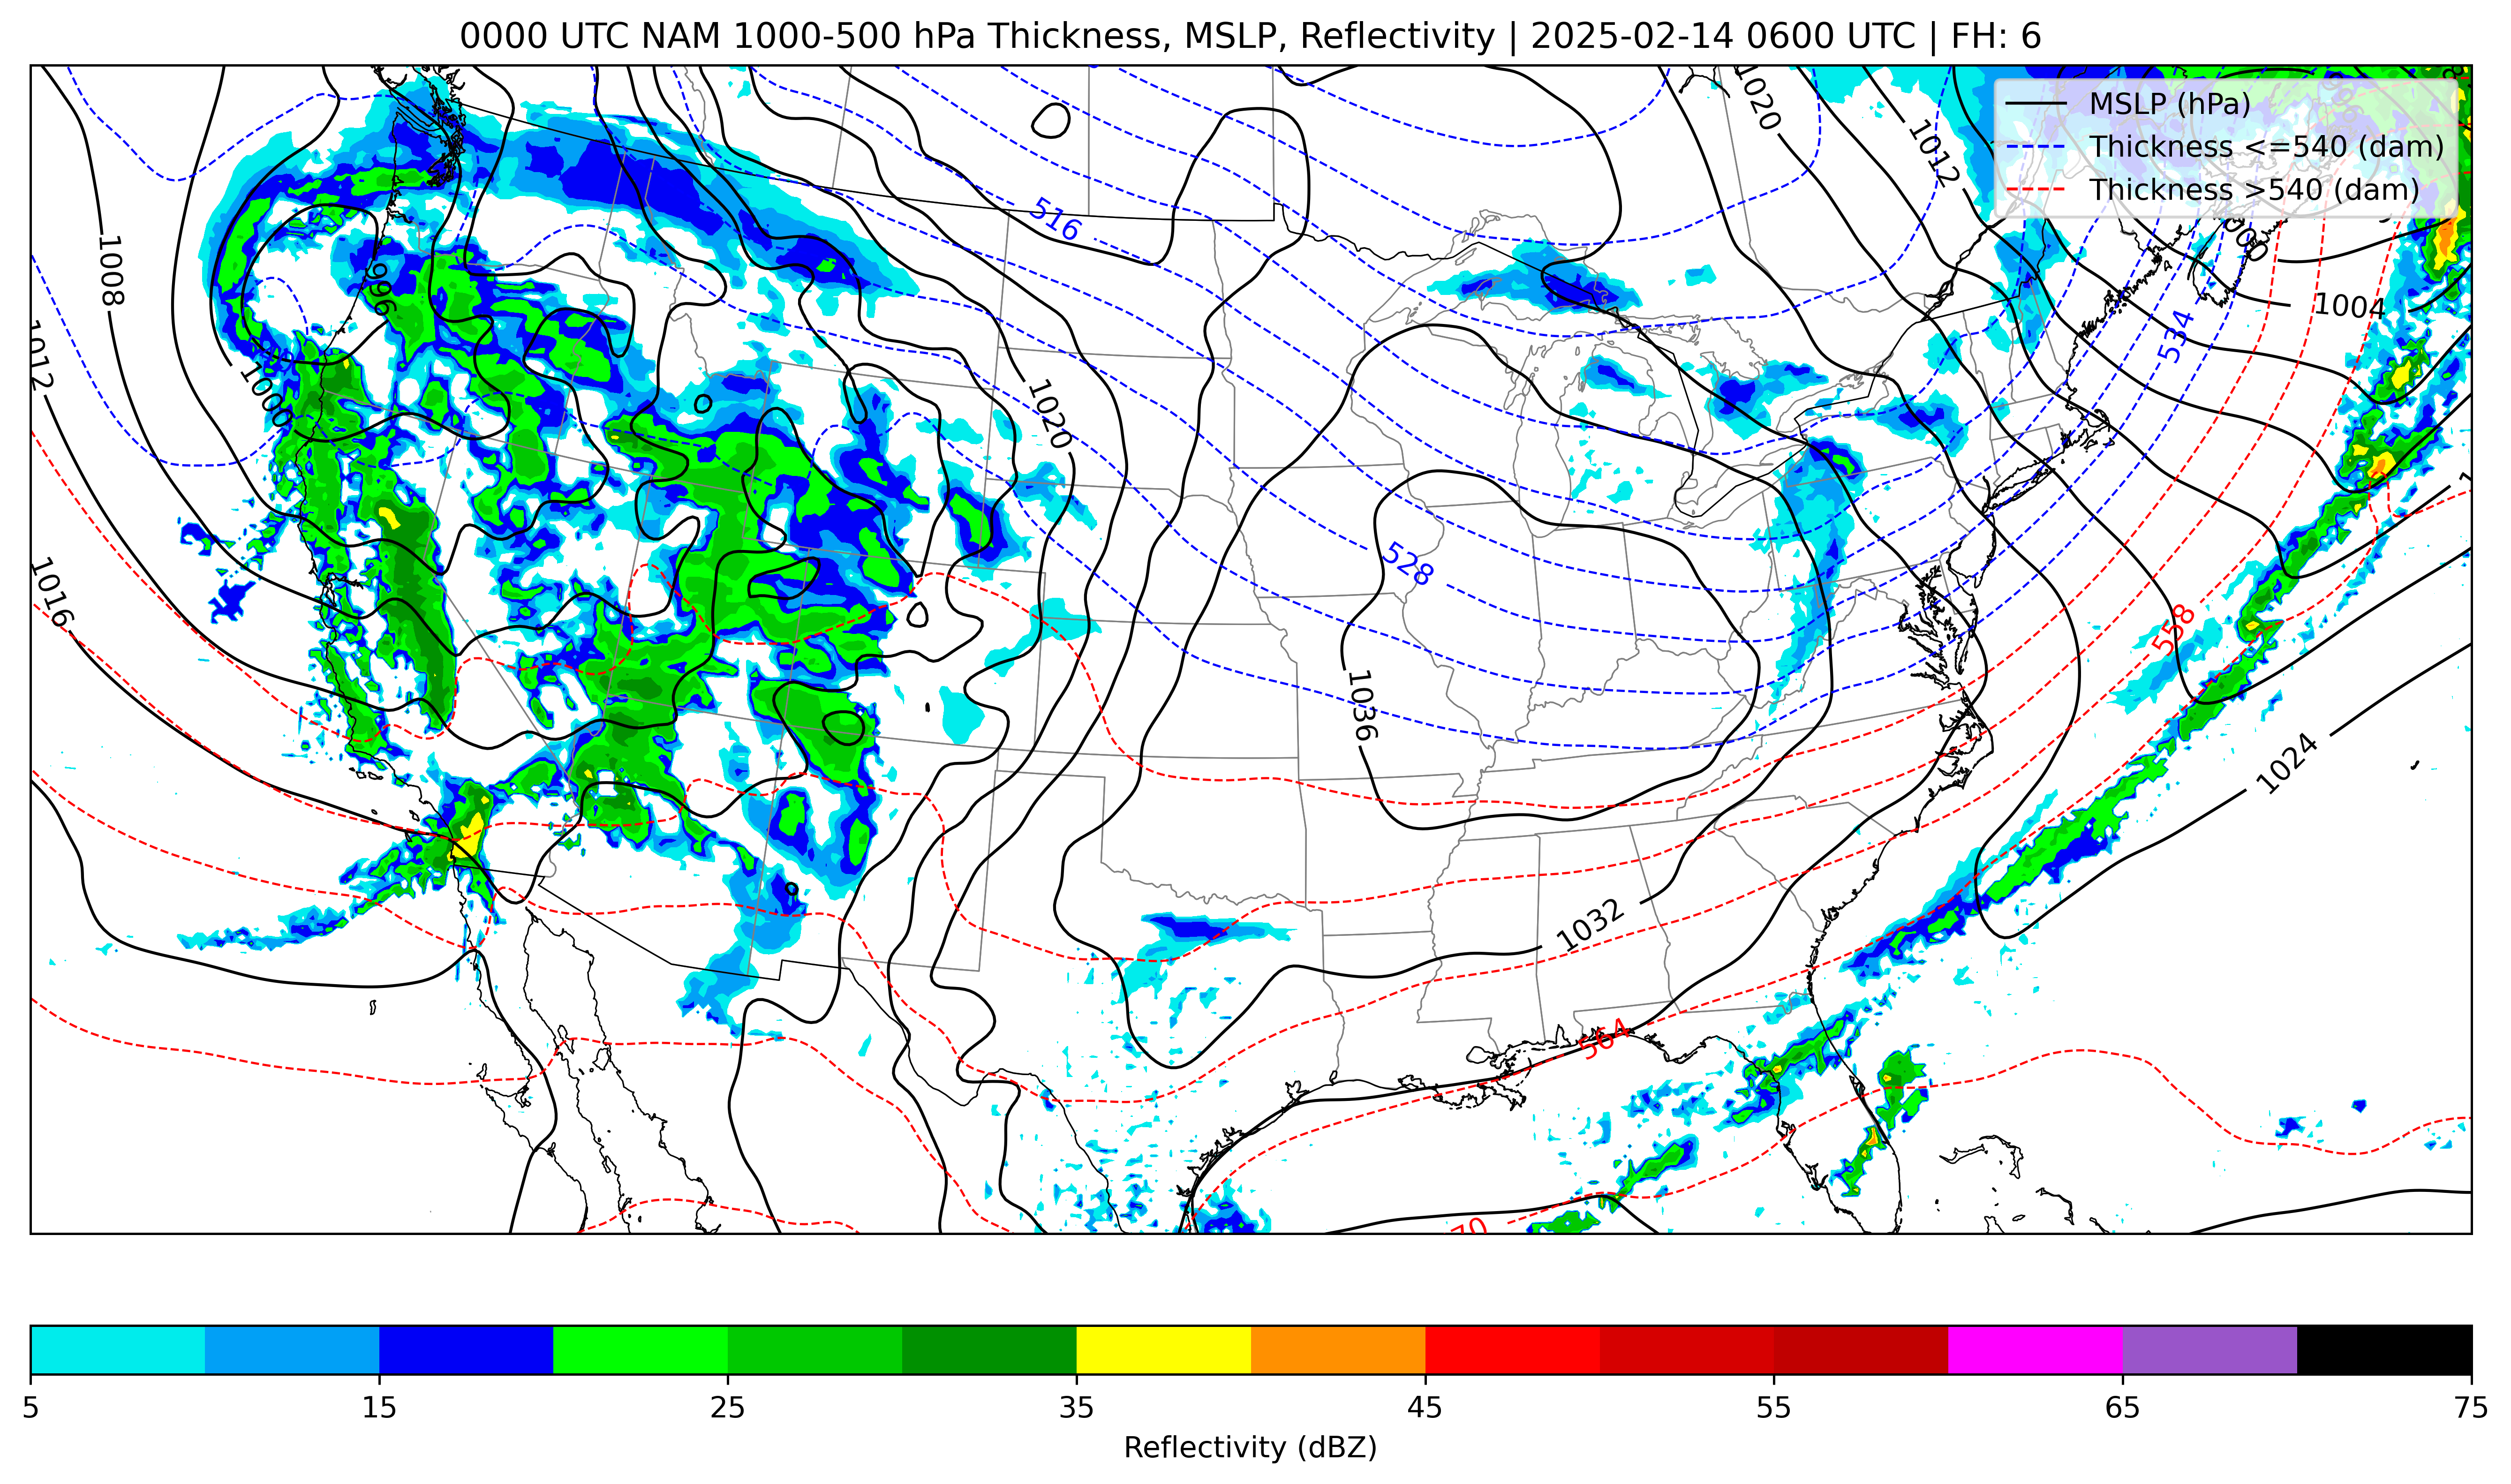 0000 UTC NAM 1000-500 hPa Thickness, MSLP, Reflectivity | 2025-02-14 0600 UTC | FH: 6
MSLP (hPa)
Thickness <=540 (dam)
Thickness >540 (dam)
1020
1012
516
1008
996
1004
534
1012
1000
1020
1016
528
558
1036
1024
1032
564
5 15 25 35 45 55 65 75
Reflectivity (dBZ)